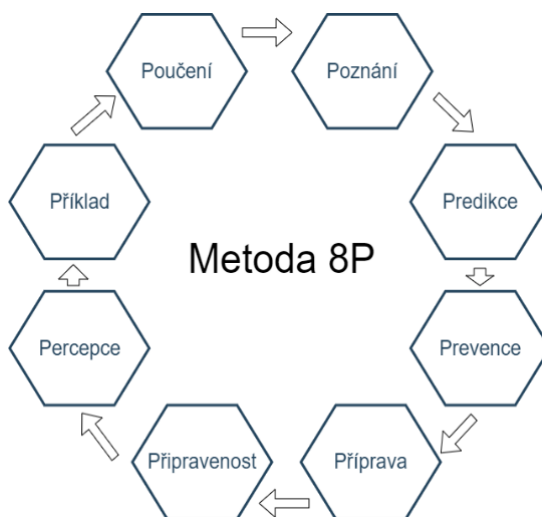 Poučení
Poznání
Příklad
Predikce
Metoda 8P
Percepce
Prevence
Připravenost
Příprava